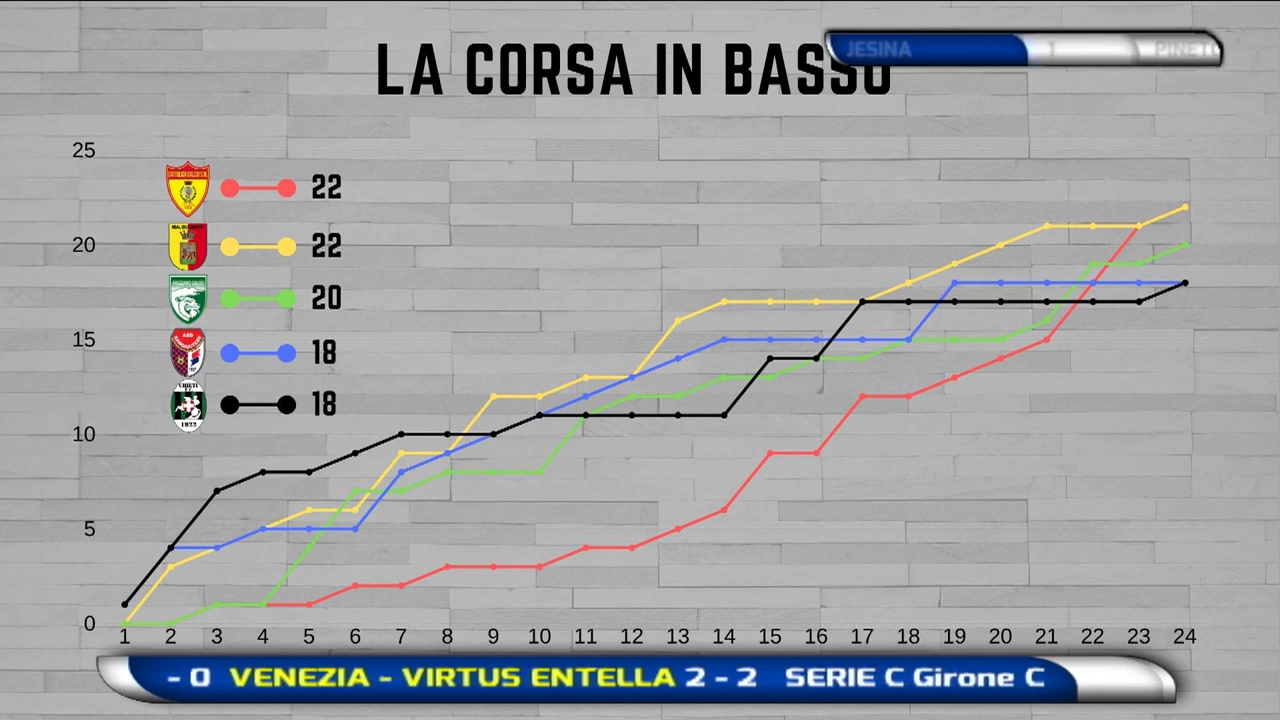 JESINA 1
LA CORSA IN BASSO
25
20
15
10
5
0
22
22
20
18
18
CHIETI
1922
1 2 3 4 5 6 7 8 9 10 11 12 13 14 15 16 17 18 19 20 21 22 23 24
- 0 VENEZIA - VIRTUS ENTELLA 2 - 2 SERIE C Girone C